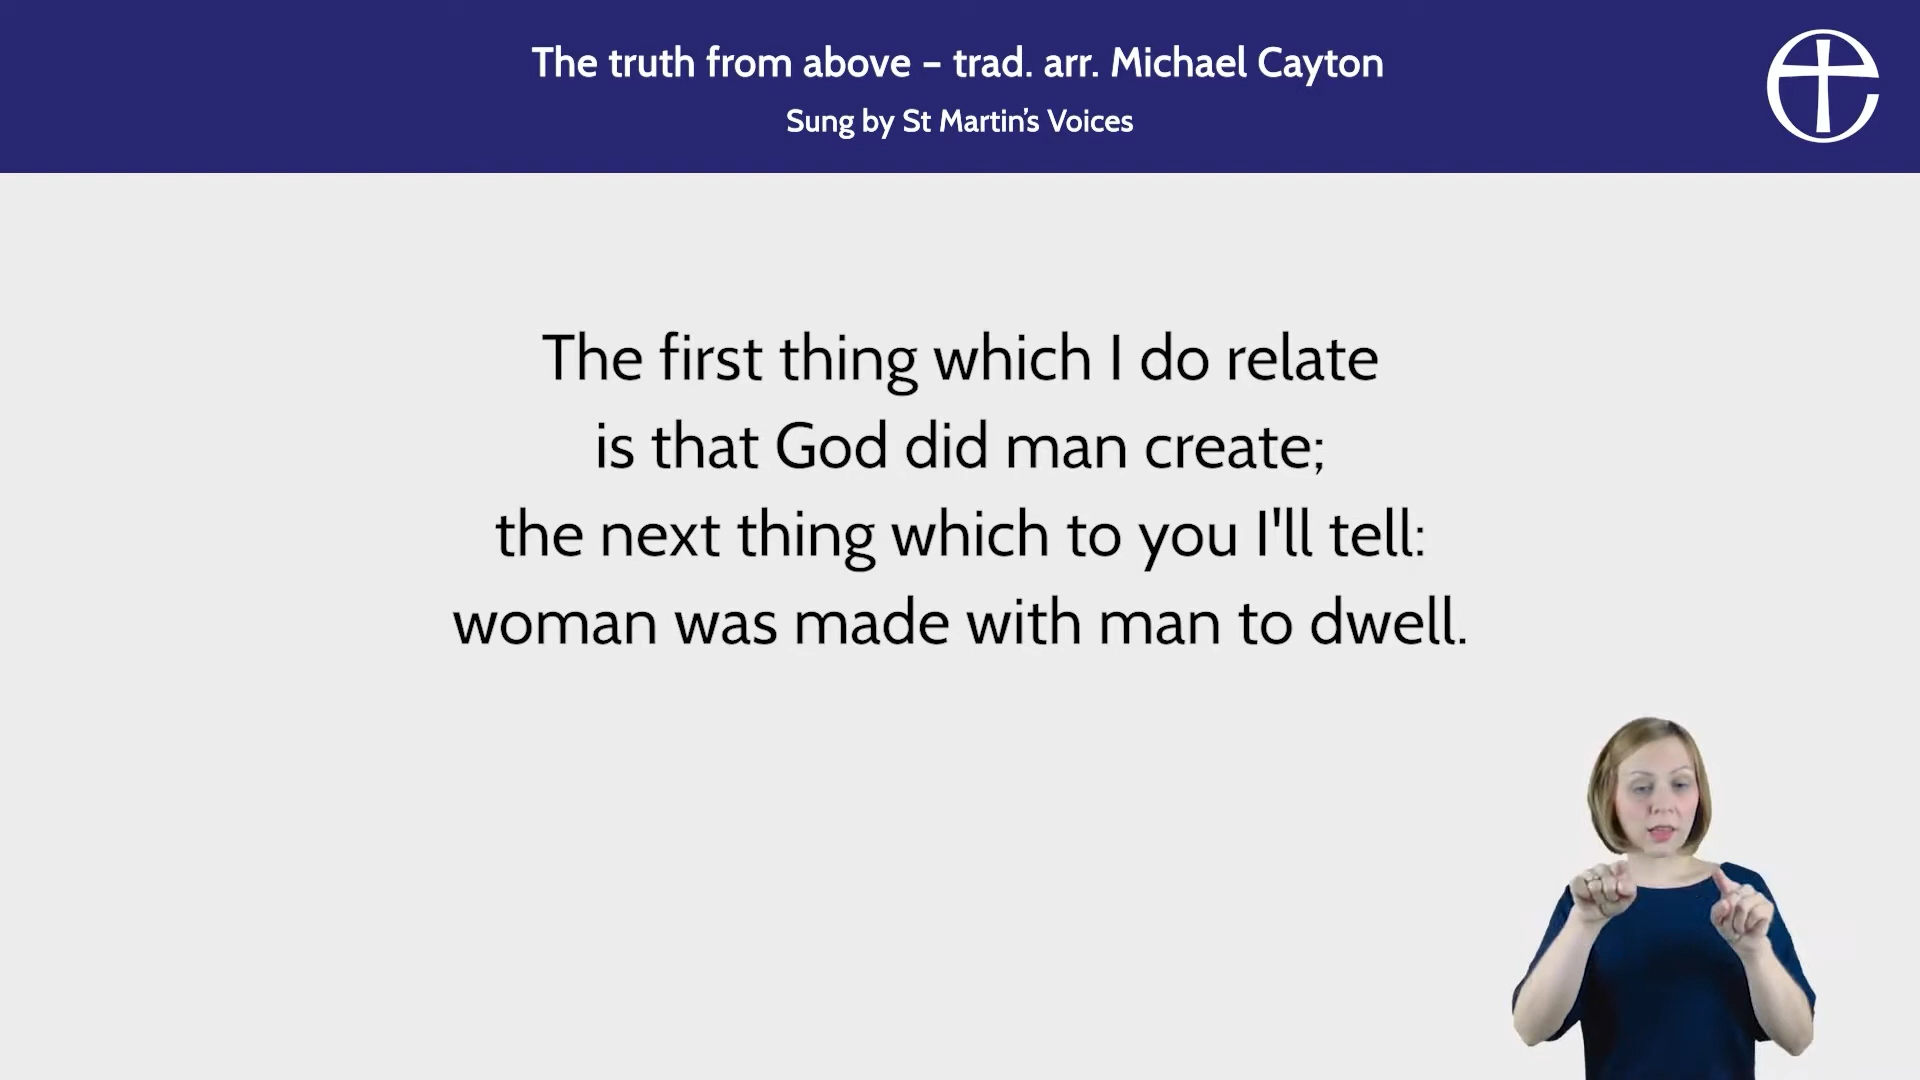 The truth from above – trad. arr. Michael Cayton
Sung by St Martin's Voices
The first thing which I do relate
is that God did man create;
the next thing which to you I'll tell:
woman was made with man to dwell.